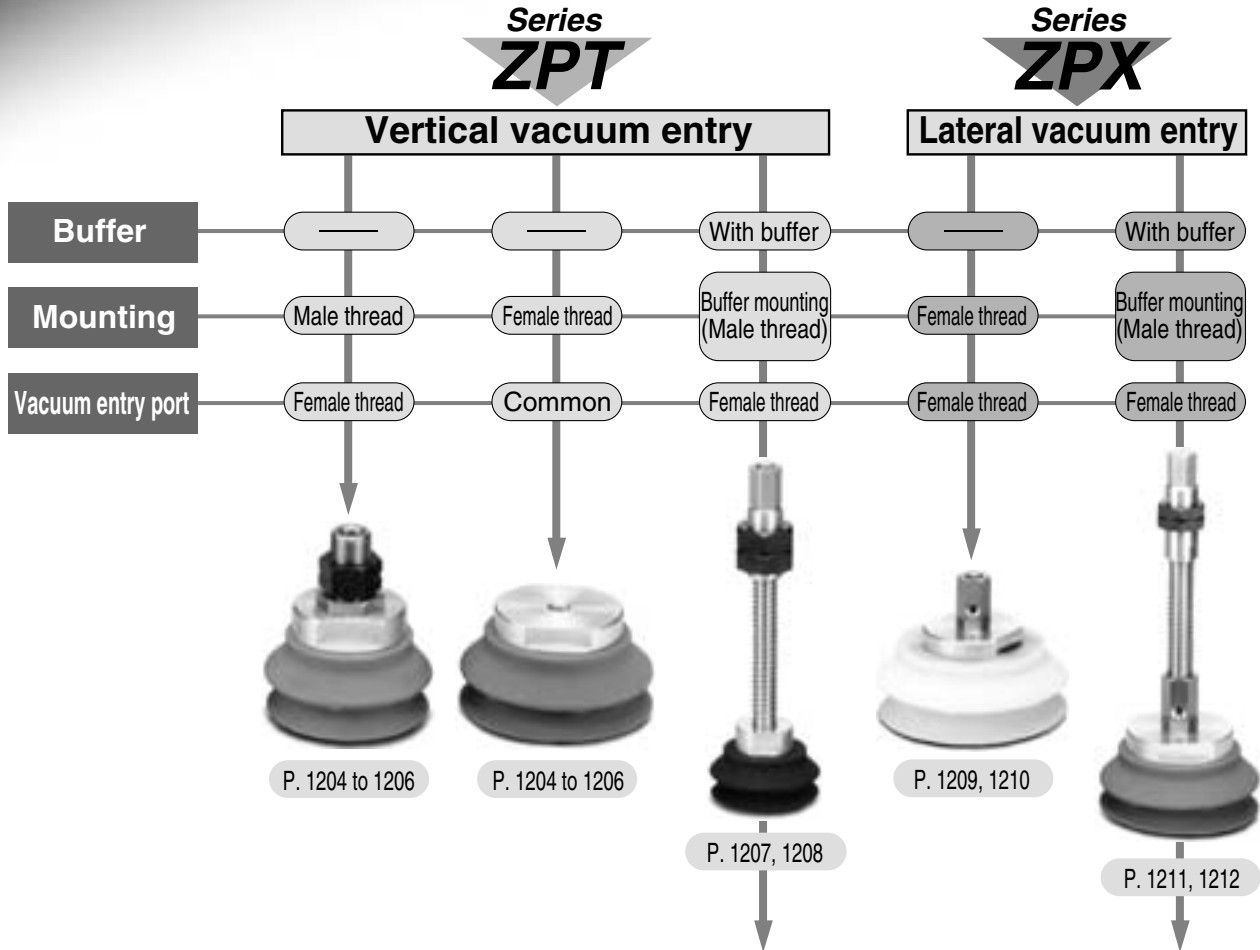 Series
ZPT
Series
ZPX
Vertical vacuum entry
Lateral vacuum entry
Buffer
—
—
With buffer
—
With buffer
Mounting
Male thread
Female thread
Buffer mounting
(Male thread)
Female thread
Buffer mounting
(Male thread)
Vacuum entry port
Female thread
Common
Female thread
Female thread
Female thread
P. 1204 to 1206
P. 1204 to 1206
P. 1207, 1208
P. 1209, 1210
P. 1211, 1212